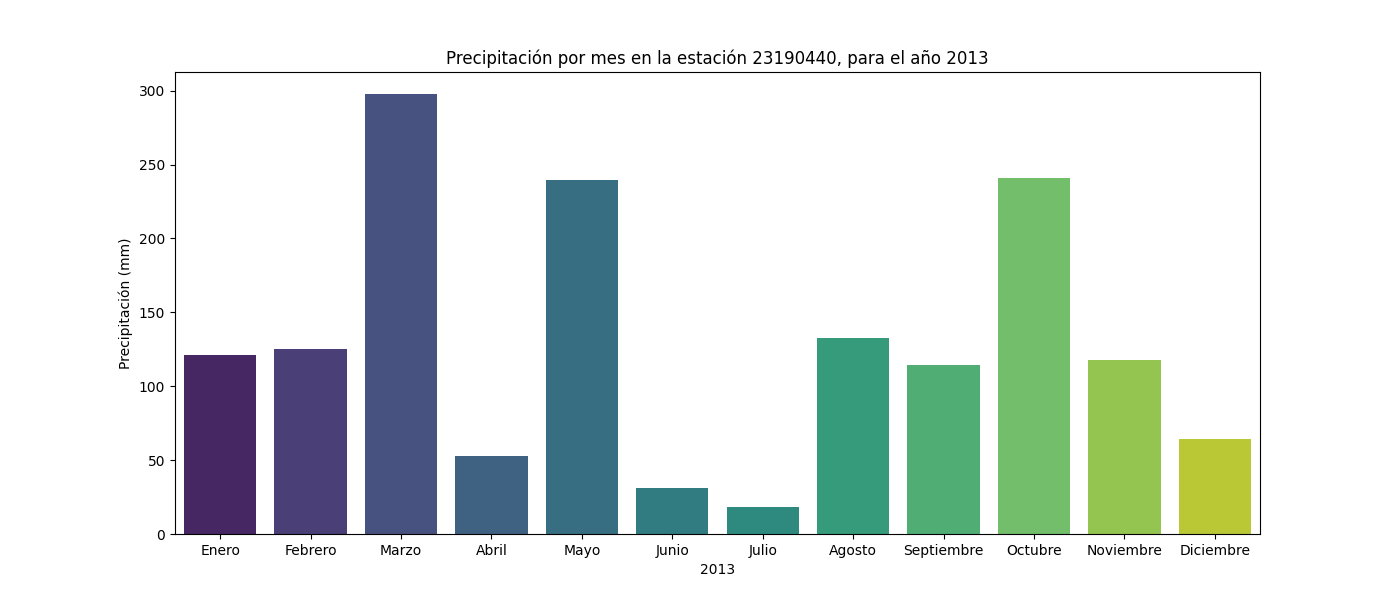 Precipitación por mes en la estación 23190440, para el año 2013
Precipitación (mm)
300
250
200
150
100
50
0
Enero Febrero Marzo Abril Mayo Junio Julio Agosto Septiembre Octubre Noviembre Diciembre
2013